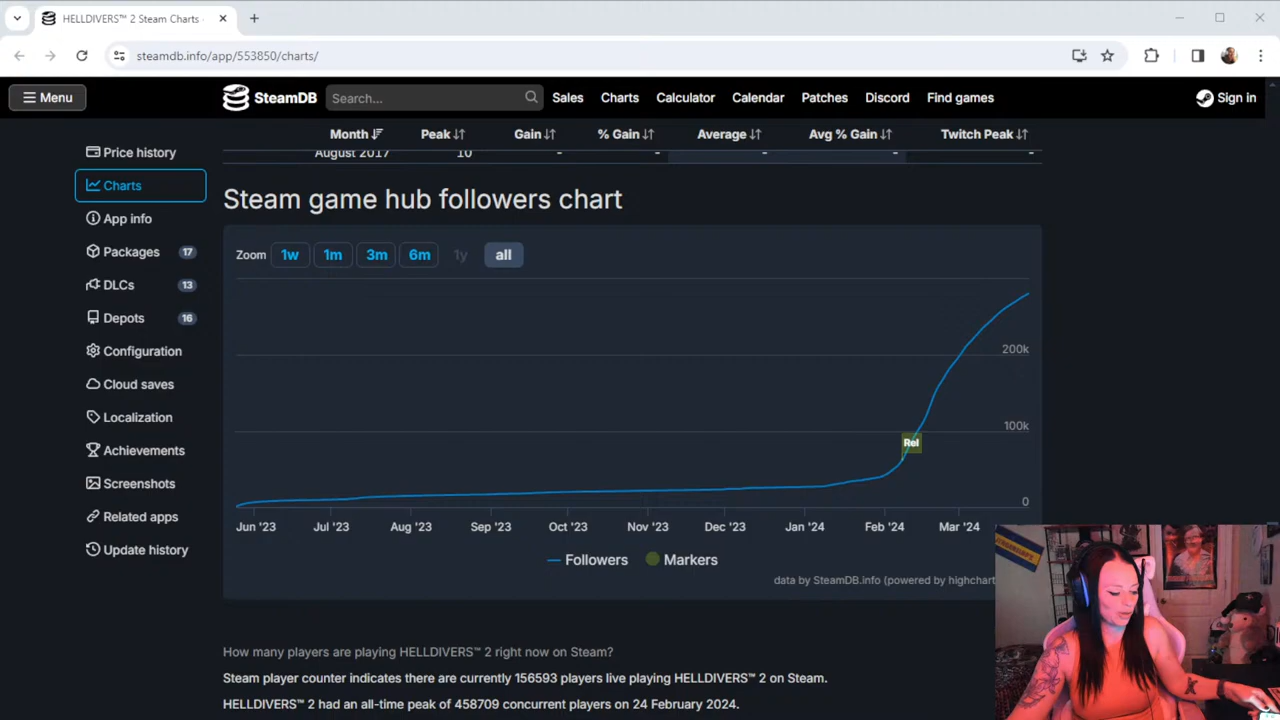 HELLDIVERS™ 2 Steam Charts
steamdb.info/app/553850/charts/
Menu
SteamDB
Search...
Sales
Charts
Calculator
Calendar
Patches
Discord
Find games
Sign in
Month
Peak
Gain
% Gain
Average
Avg % Gain
Twitch Peak
August 2017 10 - - - - -
Price history
Charts
App info
Packages 17
DLCs 13
Depots 16
Configuration
Cloud saves
Localization
Achievements
Screenshots
Related apps
Update history
Steam game hub followers chart
Zoom 1w 1m 3m 6m 1y all
200k
100k
Rel
0
Jun '23 Jul '23 Aug '23 Sep '23 Oct '23 Nov '23 Dec '23 Jan '24 Feb '24 Mar '24
Followers Markers
data by SteamDB.info (powered by highchart
How many players are playing HELLDIVERS™ 2 right now on Steam?
Steam player counter indicates there are currently 156593 players live playing HELLDIVERS™ 2 on Steam.
HELLDIVERS™ 2 had an all-time peak of 458709 concurrent players on 24 February 2024.